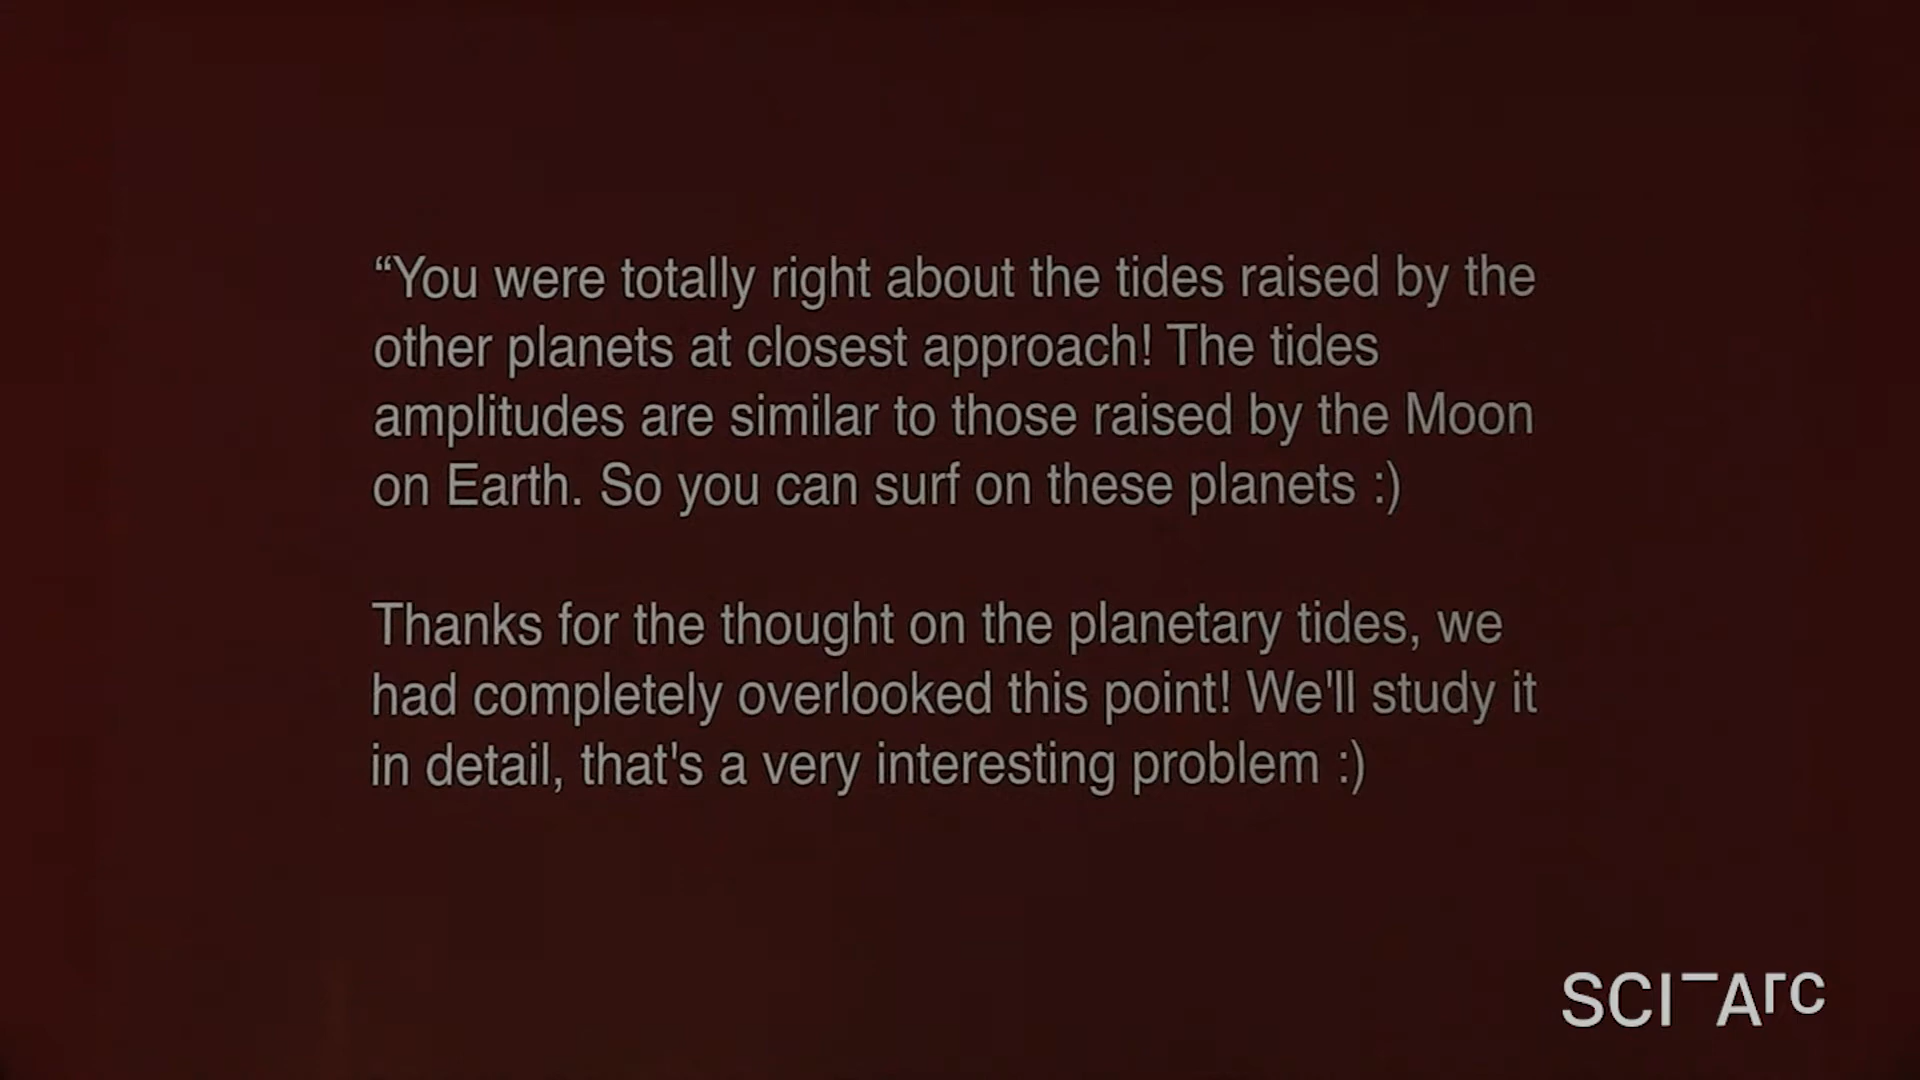 “You were totally right about the tides raised by the
other planets at closest approach! The tides
amplitudes are similar to those raised by the Moon
on Earth. So you can surf on these planets :)
Thanks for the thought on the planetary tides, we
had completely overlooked this point! We'll study it
in detail, that's a very interesting problem :)
SCI-Arc